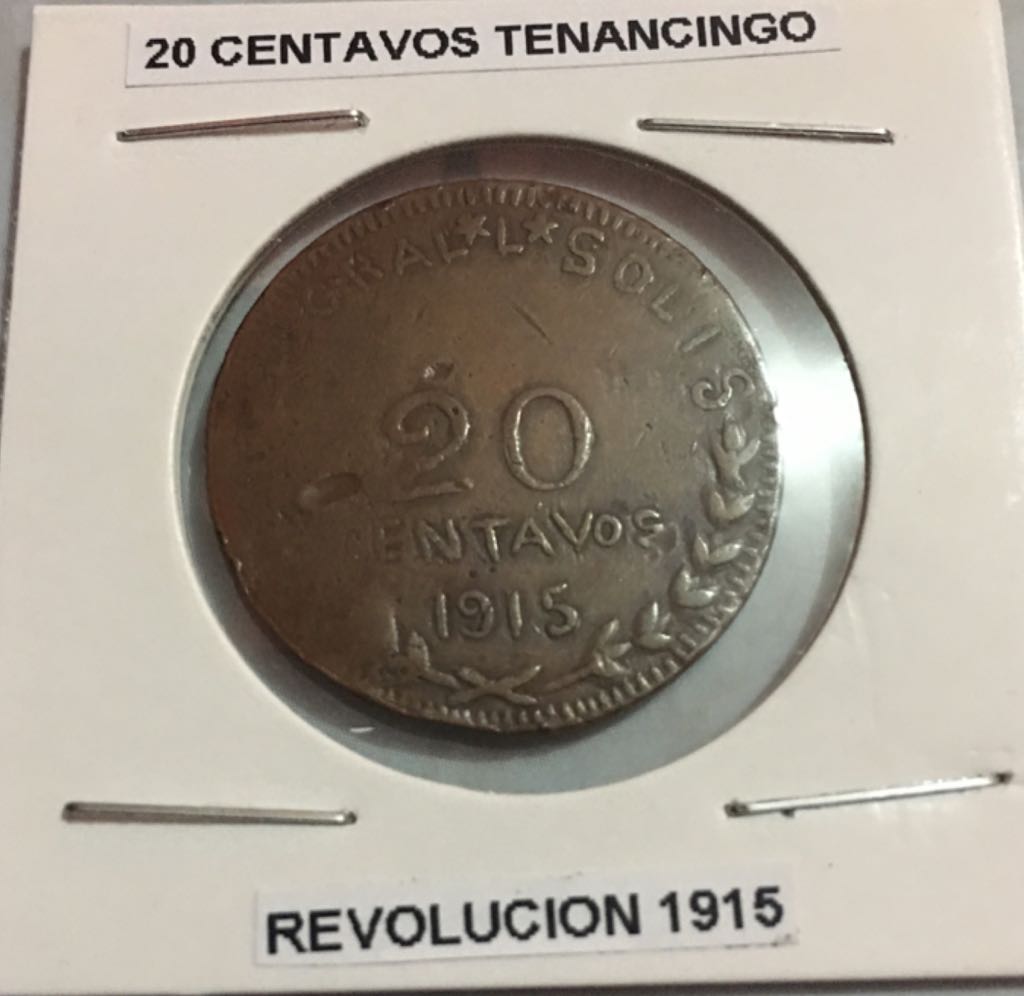 20 CENTAVOS TENANCINGO
GRAL*L*SOLIS
20
CENTAVOS
1915
REVOLUCION 1915